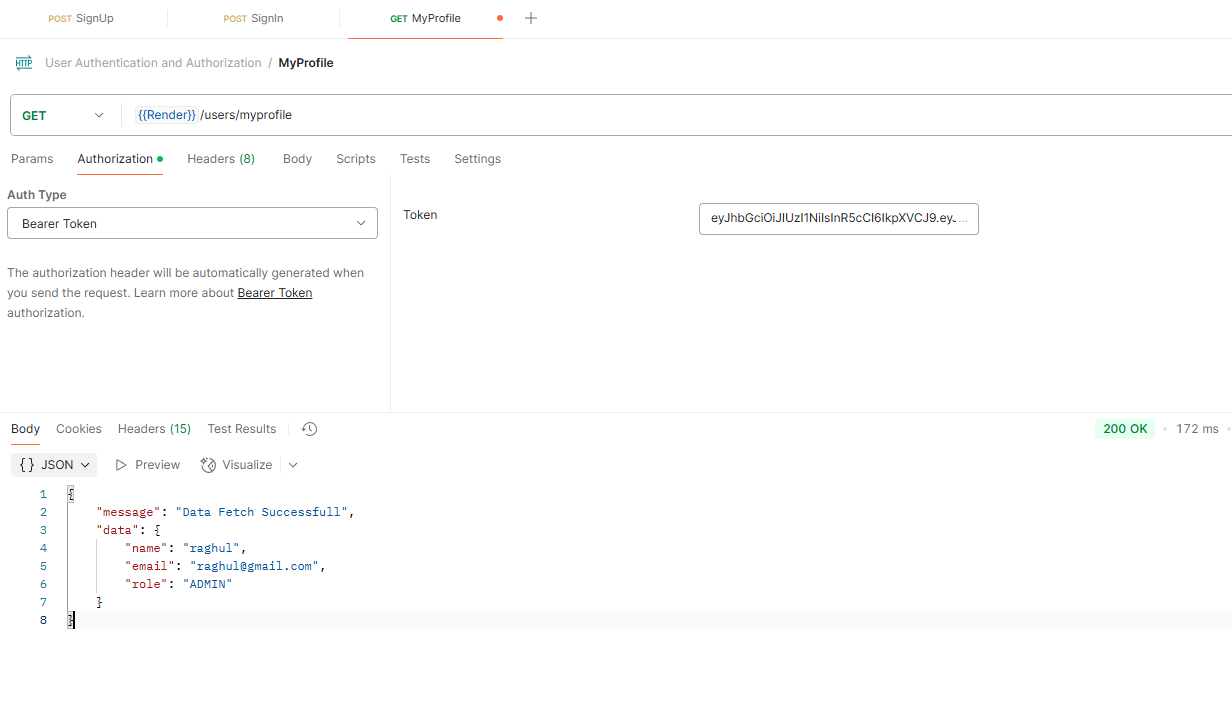 POST SignUp
POST SignIn
GET MyProfile
HTTP User Authentication and Authorization / MyProfile
GET {{Render}} /users/myprofile
Params Authorization Headers (8) Body Scripts Tests Settings
Auth Type
Bearer Token
Token
eyJhbGciOiJIUzI1NiIsInR5cCI6IkpXVCJ9.ey...
The authorization header will be automatically generated when
you send the request. Learn more about Bearer Token
authorization.
Body Cookies Headers (15) Test Results 200 OK • 172 ms •
{} JSON Preview Visualize
1 {
2 "message": "Data Fetch Successfull",
3 "data": {
4 "name": "raghul",
5 "email": "raghul@gmail.com",
6 "role": "ADMIN"
7 }
8 }